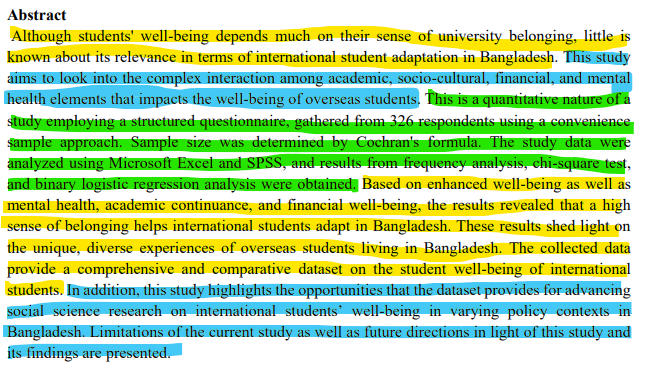 Abstract
Although students' well-being depends much on their sense of university belonging, little is
known about its relevance in terms of international student adaptation in Bangladesh. This study
aims to look into the complex interaction among academic, socio-cultural, financial, and mental
health elements that impacts the well-being of overseas students. This is a quantitative nature of a
study employing a structured questionnaire, gathered from 326 respondents using a convenience
sample approach. Sample size was determined by Cochran's formula. The study data were
analyzed using Microsoft Excel and SPSS, and results from frequency analysis, chi-square test,
and binary logistic regression analysis were obtained. Based on enhanced well-being as well as
mental health, academic continuance, and financial well-being, the results revealed that a high
sense of belonging helps international students adapt in Bangladesh. These results shed light on
the unique, diverse experiences of overseas students living in Bangladesh. The collected data
provide a comprehensive and comparative dataset on the student well-being of international
students. In addition, this study highlights the opportunities that the dataset provides for advancing
social science research on international students’ well-being in varying policy contexts in
Bangladesh. Limitations of the current study as well as future directions in light of this study and
its findings are presented.